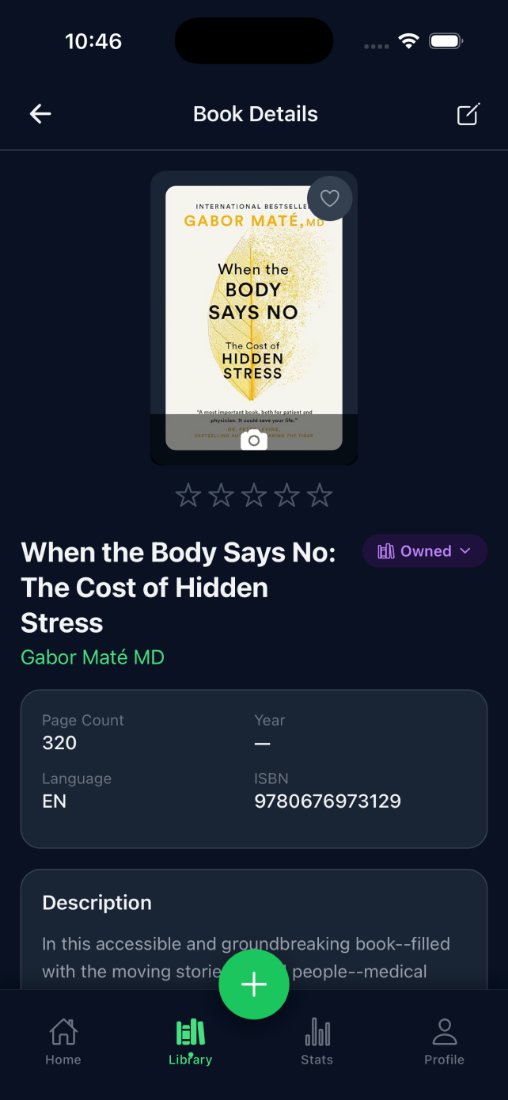 10:46
Book Details
INTERNATIONAL BESTSELLE
GABOR MATÉ, MD
When the
BODY
SAYS NO
The Cost of
HIDDEN
STRESS
"A most important book, both for patient and
physician. It could save your life."
When the Body Says No:
The Cost of Hidden
Stress
Owned
Gabor Maté MD
Page Count
Year
320
—
Language
ISBN
EN
9780676973129
Description
In this accessible and groundbreaking book--filled
with the moving storie people--medical
Home
Library
Stats
Profile